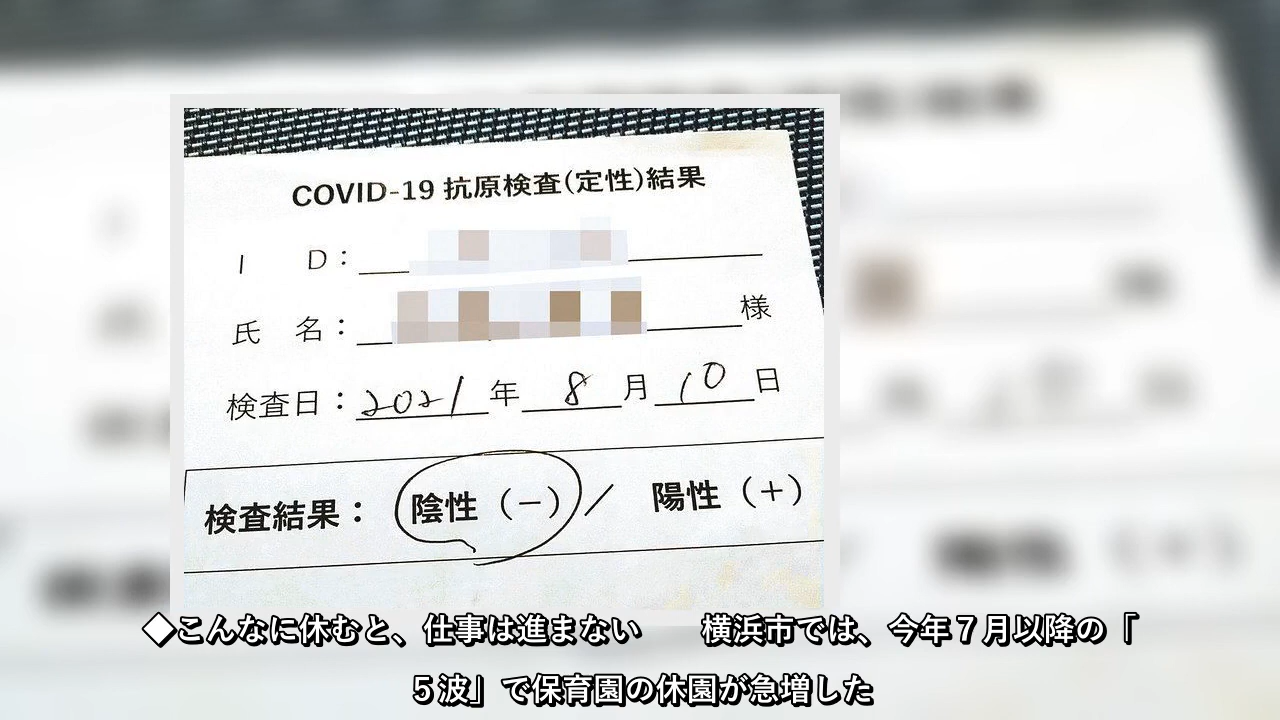 COVID-19 抗原検査(定性)結果
I D：
氏 名： 様
検査日：2021年 8月10日
検査結果： 陰性（－）／ 陽性（＋）
◆こんなに休むと、仕事は進まない　　横浜市では、今年７月以降の「
５波」で保育園の休園が急増した